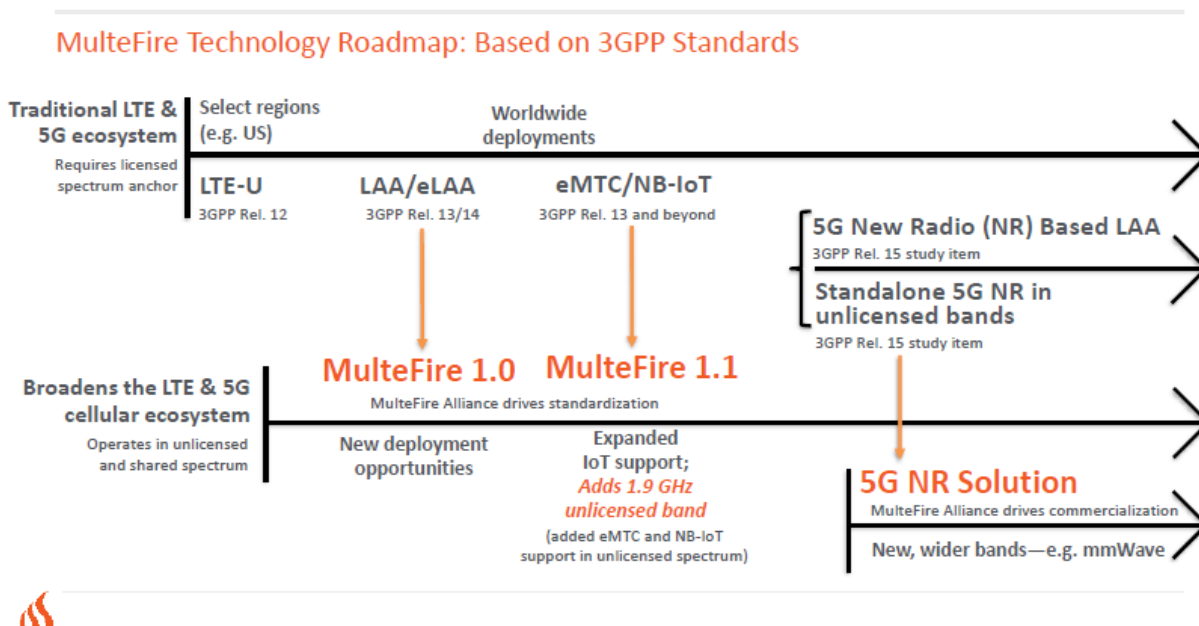 MulteFire Technology Roadmap: Based on 3GPP Standards
Traditional LTE &
5G ecosystem
Requires licensed
spectrum anchor
Select regions
(e.g. US)
Worldwide
deployments
LTE-U
3GPP Rel. 12
LAA/eLAA
3GPP Rel. 13/14
eMTC/NB-IoT
3GPP Rel. 13 and beyond
5G New Radio (NR) Based LAA
3GPP Rel. 15 study item
Standalone 5G NR in
unlicensed bands
3GPP Rel. 15 study item
Broadens the LTE & 5G
cellular ecosystem
Operates in unlicensed
and shared spectrum
MulteFire 1.0
MulteFire 1.1
MulteFire Alliance drives standardization
New deployment
opportunities
Expanded
IoT support;
Adds 1.9 GHz
unlicensed band
(added eMTC and NB-IoT
support in unlicensed spectrum)
5G NR Solution
MulteFire Alliance drives commercialization
New, wider bands—e.g. mmWave